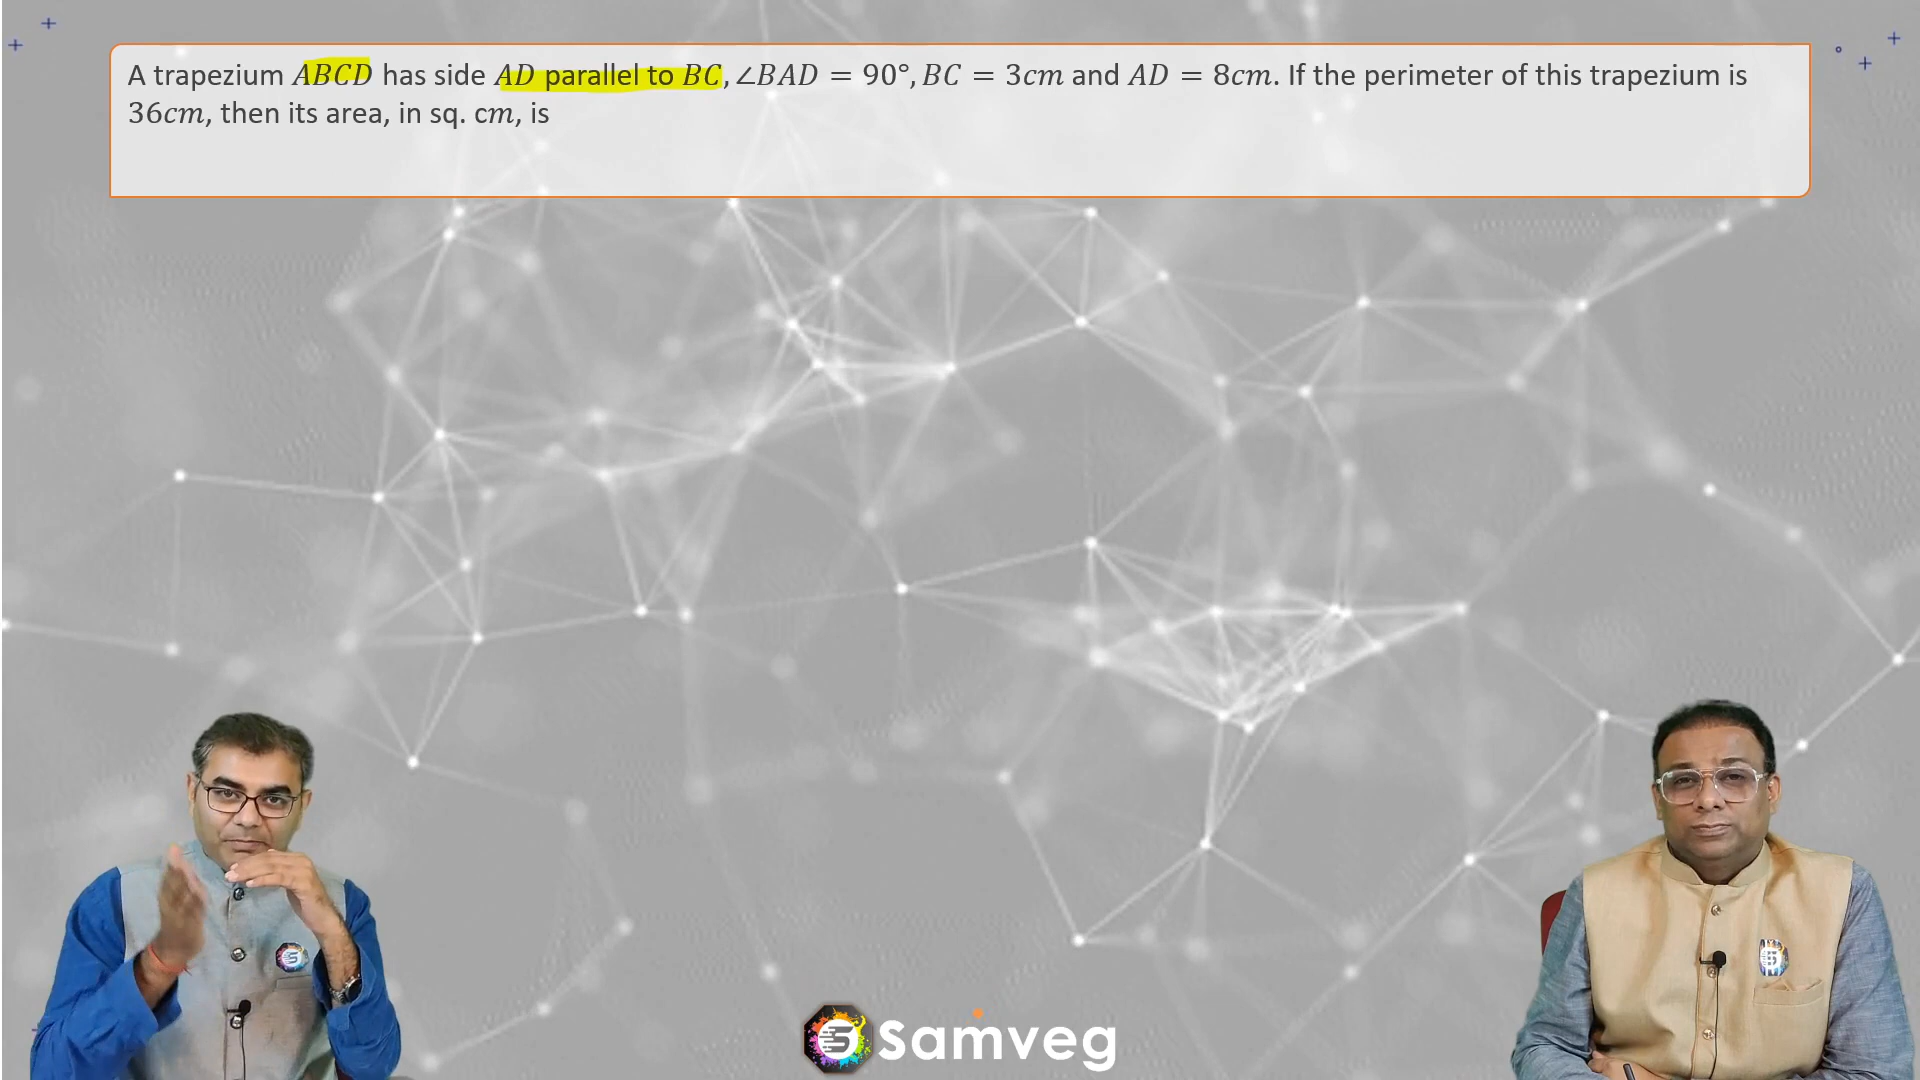 A trapezium ABCD has side AD parallel to BC, ∠BAD = 90°, BC = 3cm and AD = 8cm. If the perimeter of this trapezium is
36cm, then its area, in sq. cm, is
Samveg